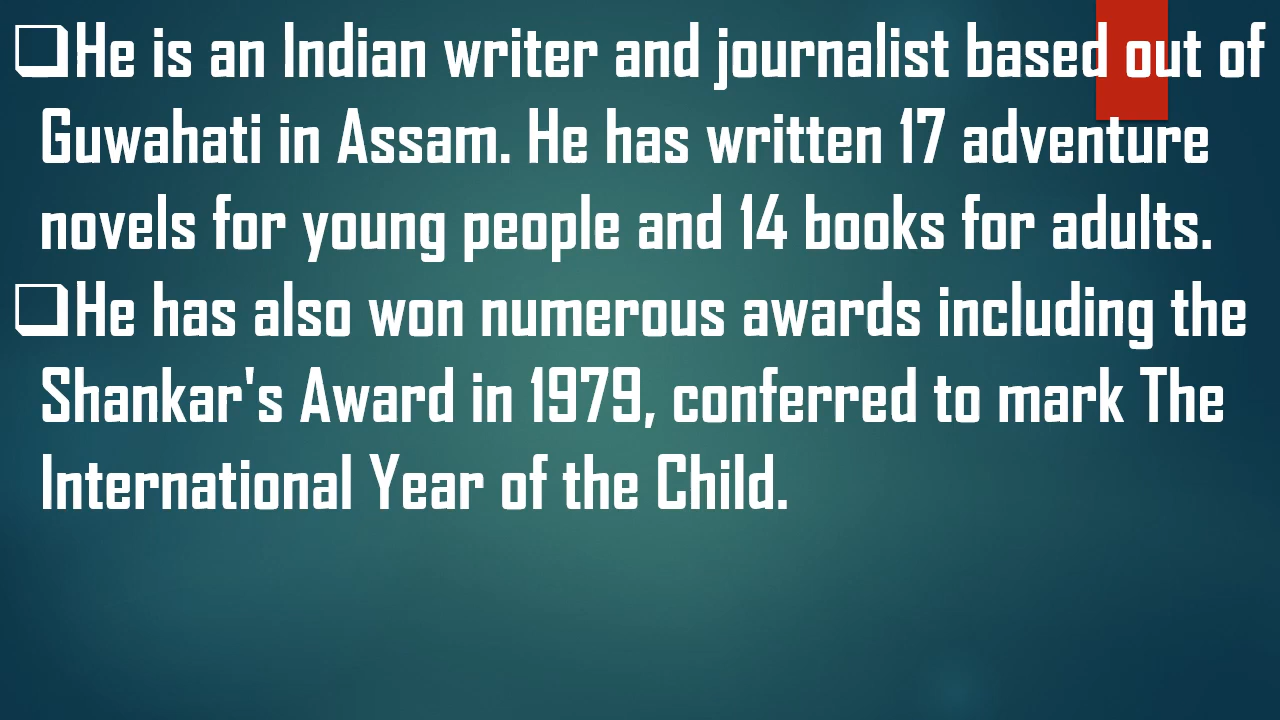 ❑He is an Indian writer and journalist based out of
Guwahati in Assam. He has written 17 adventure
novels for young people and 14 books for adults.
❑He has also won numerous awards including the
Shankar's Award in 1979, conferred to mark The
International Year of the Child.